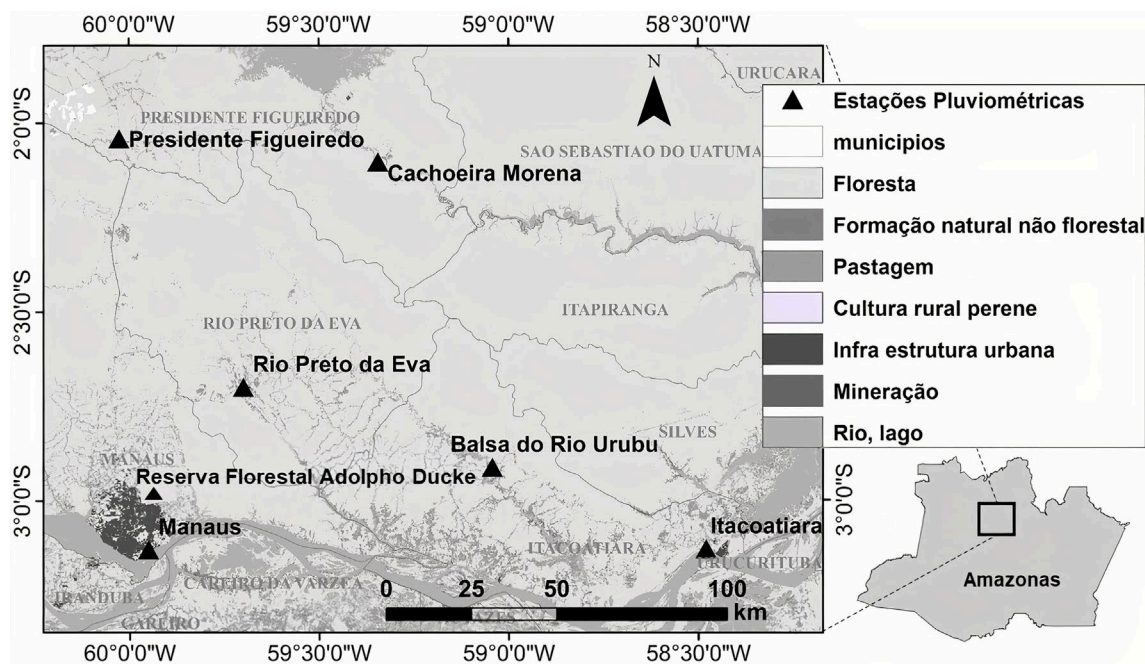 60°0'0"W 59°30'0"W 59°0'0"W 58°30'0"W
2°0'0"S
2°30'0"S
3°0'0"S
N
URUCARA
PRESIDENTE FIGUEIREDO
Presidente Figueiredo
SAO SEBASTIAO DO UATUMA
Cachoeira Morena
ITAPIRANGA
RIO PRETO DA EVA
Rio Preto da Eva
SILVES
Balsa do Rio Urubu
MANAUS
Reserva Florestal Adolpho Ducke
Manaus
Itacoatiara
ITACOATIARA
URUCURITUBA
CAREIRO DA VARZEA
IRANDUBA
CAREIRO
0 25 50 100
km
60°0'0"W 59°30'0"W 59°0'0"W 58°30'0"W
Estações Pluviométricas
municipios
Floresta
Formação natural não florestal
Pastagem
Cultura rural perene
Infra estrutura urbana
Mineração
Rio, lago
3°0'0"S
Amazonas